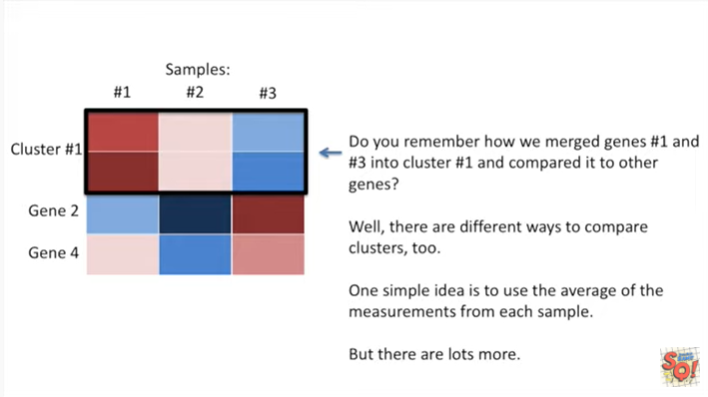 Samples:
#1 #2 #3
Cluster #1
Gene 2
Gene 4
Do you remember how we merged genes #1 and
#3 into cluster #1 and compared it to other
genes?
Well, there are different ways to compare
clusters, too.
One simple idea is to use the average of the
measurements from each sample.
But there are lots more.
SQ!